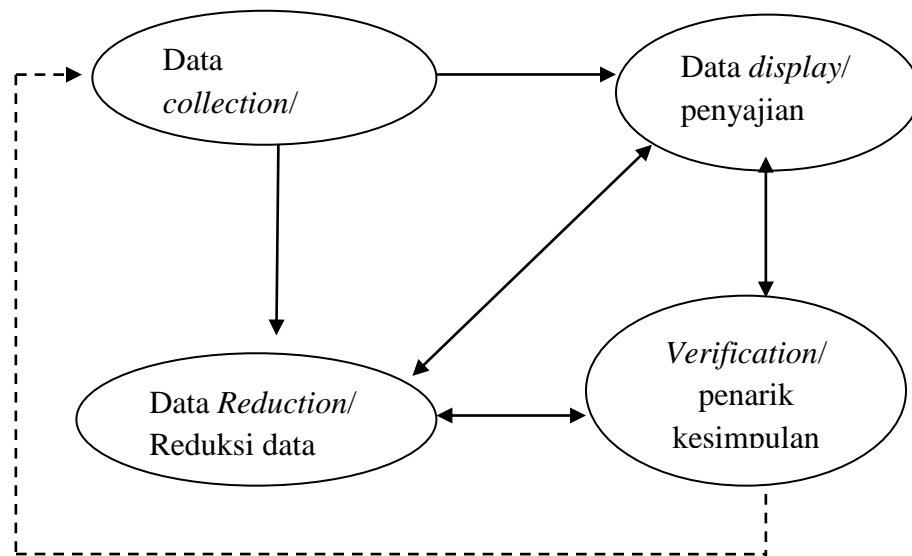 Data
collection/
Data display/
penyajian
Data Reduction/
Reduksi data
Verification/
penarik
kesimpulan